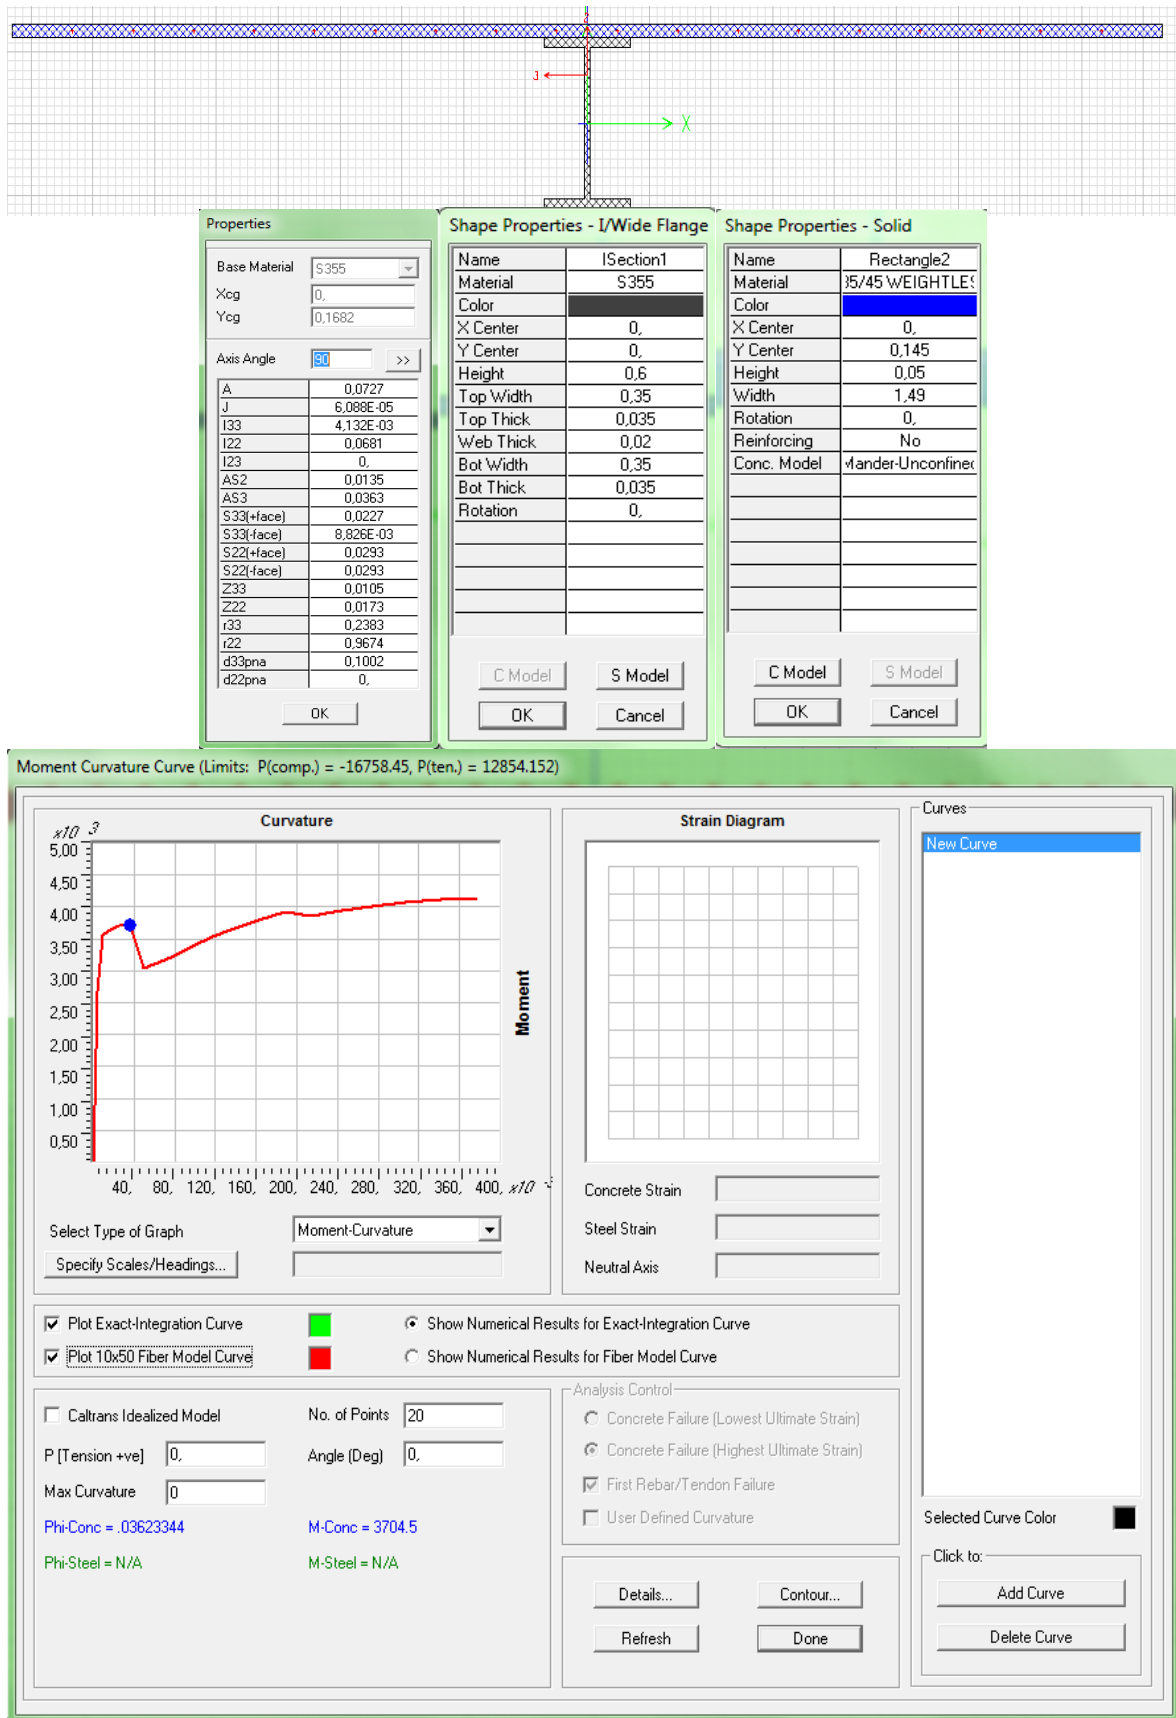 2
3
X
Properties
Base Material S355
Xcg 0,
Ycg 0,1682
Axis Angle 90 >>
A 0,0727
J 6,088E-05
I33 4,132E-03
I22 0,0681
I23 0,
AS2 0,0135
AS3 0,0363
S33(+face) 0,0227
S33(-face) 8,826E-03
S22(+face) 0,0293
S22(-face) 0,0293
Z33 0,0105
Z22 0,0173
r33 0,2383
r22 0,9674
d33pna 0,1002
d22pna 0,
OK
Shape Properties - I/Wide Flange
Name ISection1
Material S355
Color
X Center 0,
Y Center 0,
Height 0,6
Top Width 0,35
Top Thick 0,035
Web Thick 0,02
Bot Width 0,35
Bot Thick 0,035
Rotation 0,
C Model S Model
OK Cancel
Shape Properties - Solid
Name Rectangle2
Material 35/45 WEIGHTLES
Color
X Center 0,
Y Center 0,145
Height 0,05
Width 1,49
Rotation 0,
Reinforcing No
Conc. Model Mander-Unconfined
C Model S Model
OK Cancel
Moment Curvature Curve (Limits: P(comp.) = -16758.45, P(ten.) = 12854.152)
Curvature
x10 3
5,00
4,50
4,00
3,50
3,00
2,50
2,00
1,50
1,00
0,50
40, 80, 120, 160, 200, 240, 280, 320, 360, 400, x10 -3
Moment
Select Type of Graph Moment-Curvature
Specify Scales/Headings...
Strain Diagram
Concrete Strain
Steel Strain
Neutral Axis
Curves
New Curve
Plot Exact-Integration Curve Show Numerical Results for Exact-Integration Curve
Plot 10x50 Fiber Model Curve Show Numerical Results for Fiber Model Curve
Caltrans Idealized Model No. of Points 20
P [Tension +ve] 0, Angle (Deg) 0,
Max Curvature 0
Phi-Conc = .03623344 M-Conc = 3704.5
Phi-Steel = N/A M-Steel = N/A
Analysis Control
Concrete Failure (Lowest Ultimate Strain)
Concrete Failure (Highest Ultimate Strain)
First Rebar/Tendon Failure
User Defined Curvature
Details... Contour...
Refresh Done
Selected Curve Color
Click to:
Add Curve
Delete Curve